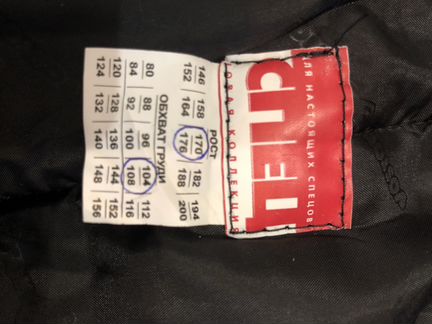 ДЛЯ НАСТОЯЩИХ СПЕЦОВ
СПЕЦ
ОВАЯ КОЛЛЕКЦИЯ
РОСТ
146 158 170 182 194
152 164 176 188 200
ОБХВАТ ГРУДИ
80 88 96 104 112
84 92 100 108 116
120 128 136 144 152
124 132 140 148 156